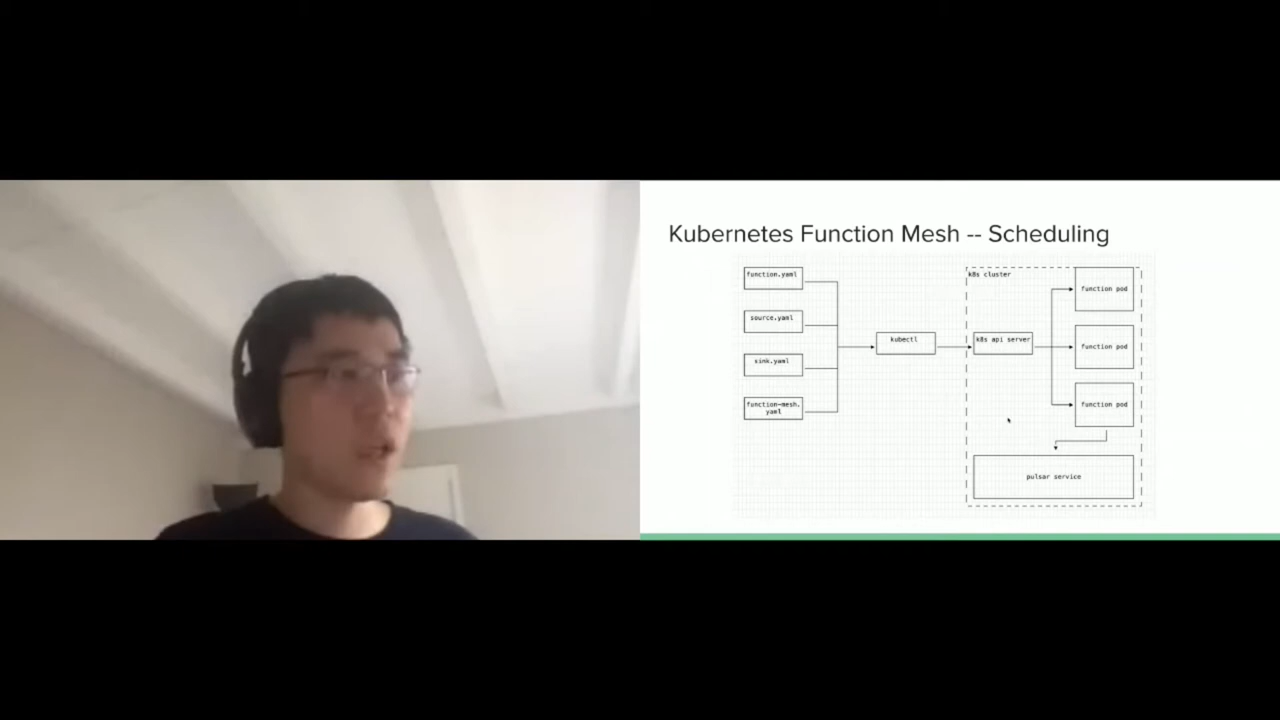 Kubernetes Function Mesh -- Scheduling
function.yaml
source.yaml
sink.yaml
function-mesh.
yaml
kubectl
k8s cluster
k8s api server
function pod
function pod
function pod
pulsar service